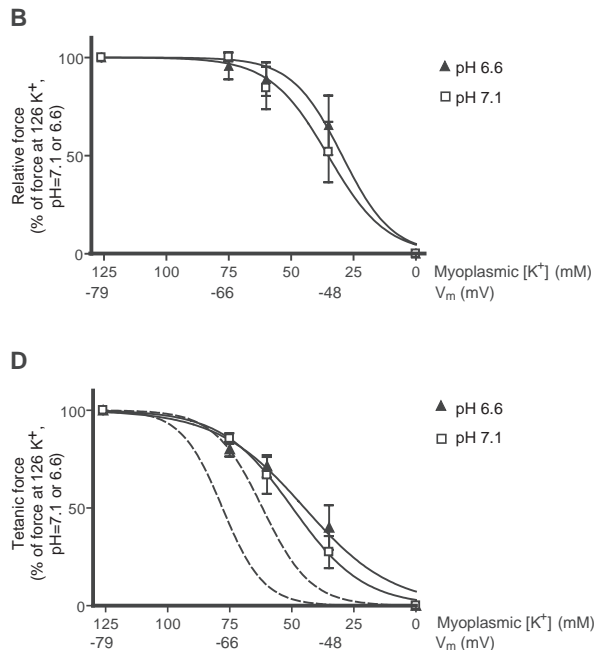 B
Relative force
(% of force at 126 K+,
pH=7.1 or 6.6)
100
50
0
pH 6.6
pH 7.1
125 100 75 50 25 0 Myoplasmic [K+] (mM)
-79 -66 -48 Vm (mV)
D
Tetanic force
(% of force at 126 K+,
pH=7.1 or 6.6)
100
50
0
pH 6.6
pH 7.1
125 100 75 50 25 0 Myoplasmic [K+] (mM)
-79 -66 -48 Vm (mV)